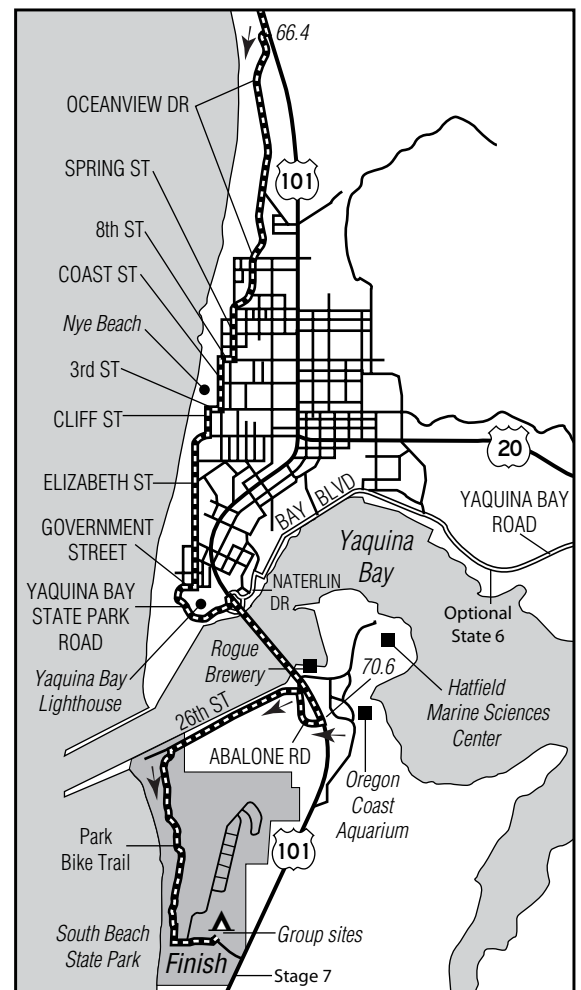 66.4
OCEANVIEW DR
SPRING ST
101
8th ST
COAST ST
Nye Beach
3rd ST
CLIFF ST
20
ELIZABETH ST
BAY BLVD
YAQUINA BAY
ROAD
GOVERNMENT
STREET
Yaquina
Bay
NATERLIN
DR
YAQUINA BAY
STATE PARK
ROAD
Optional
State 6
Yaquina Bay
Lighthouse
Rogue
Brewery
70.6
Hatfield
Marine Sciences
Center
26th ST
ABALONE RD
Oregon
Coast
Aquarium
Park
Bike Trail
101
South Beach
State Park
Group sites
Finish
Stage 7